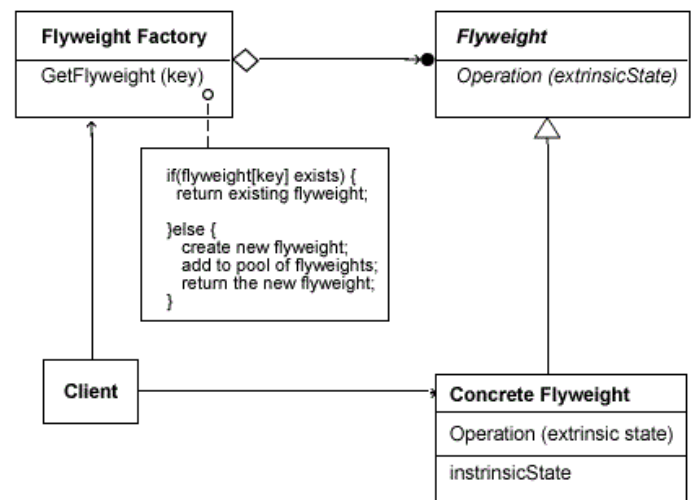 Flyweight Factory
GetFlyweight (key)
Flyweight
Operation (extrinsicState)
if(flyweight[key] exists) {
return existing flyweight;
}else {
create new flyweight;
add to pool of flyweights;
return the new flyweight;
}
Client
Concrete Flyweight
Operation (extrinsic state)
instrinsicState